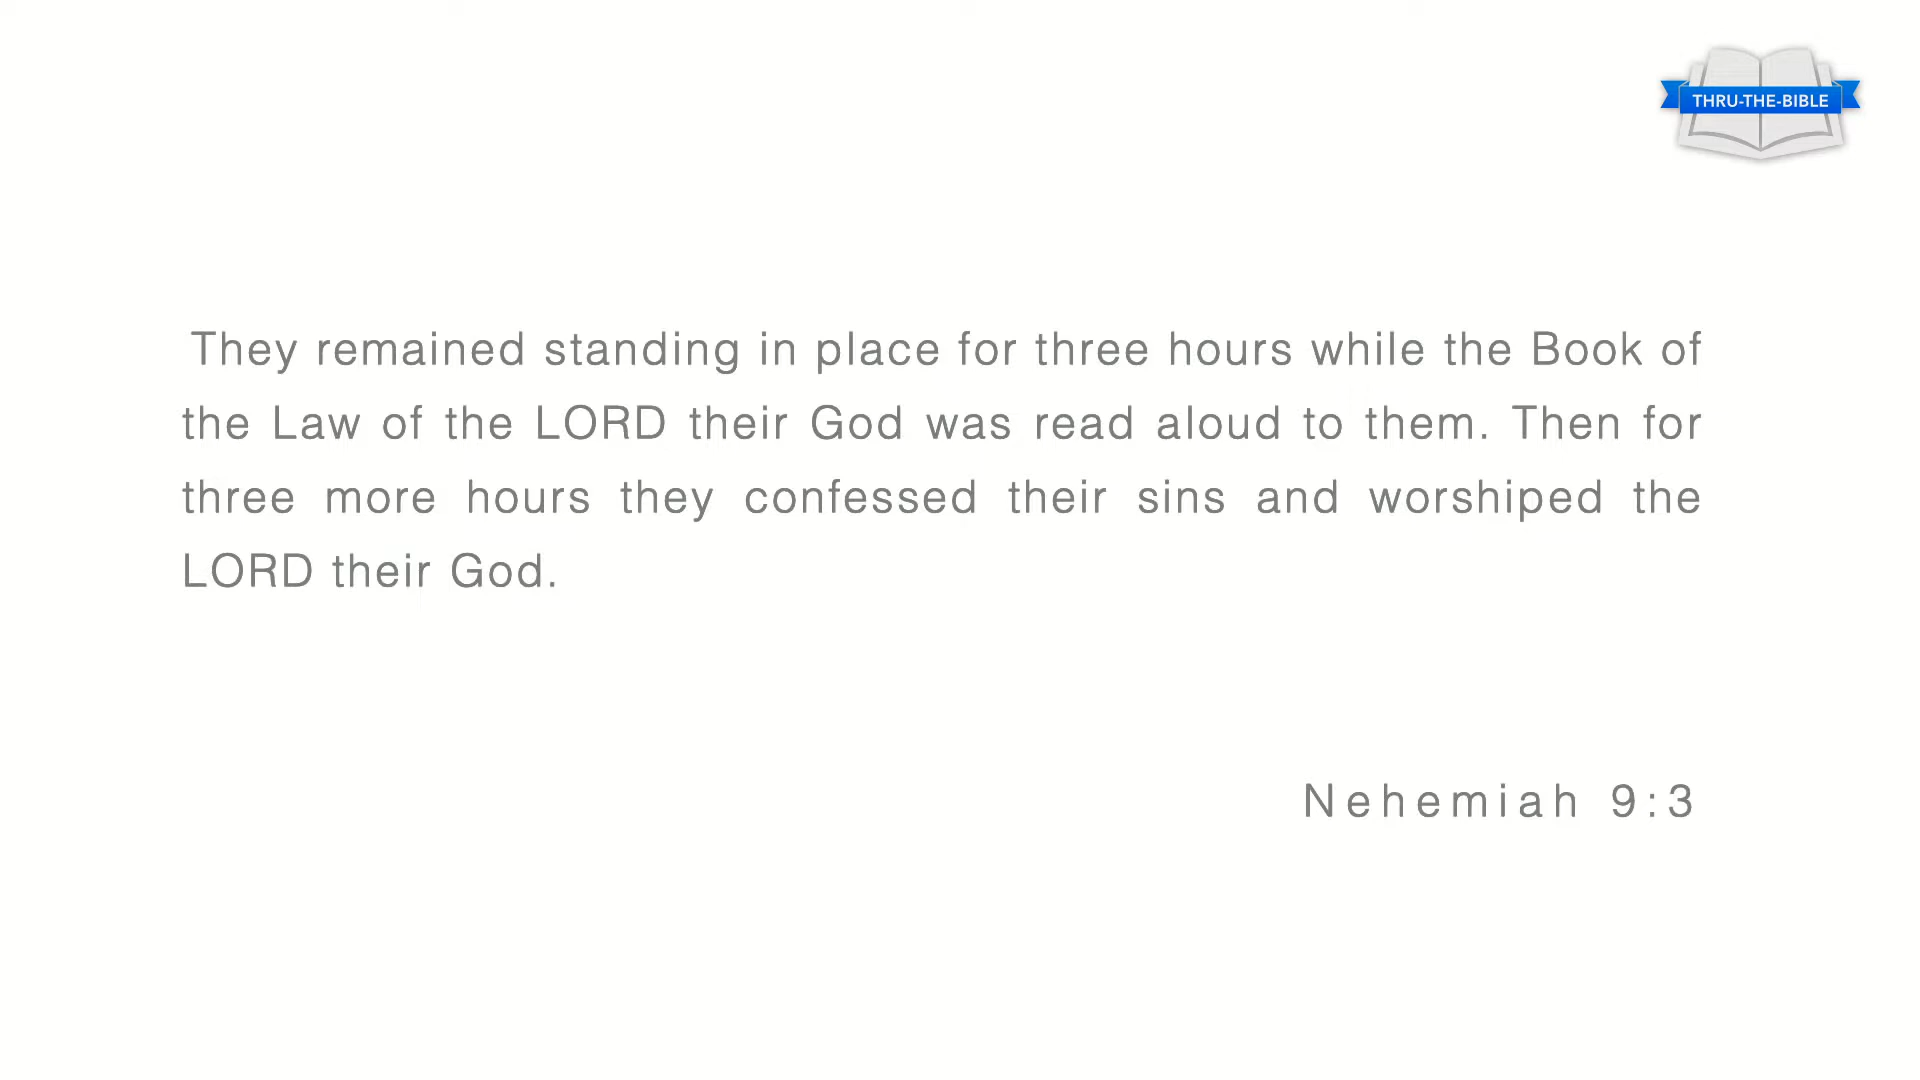 THRU-THE-BIBLE
They remained standing in place for three hours while the Book of
the Law of the LORD their God was read aloud to them. Then for
three more hours they confessed their sins and worshiped the
LORD their God.
Nehemiah 9:3